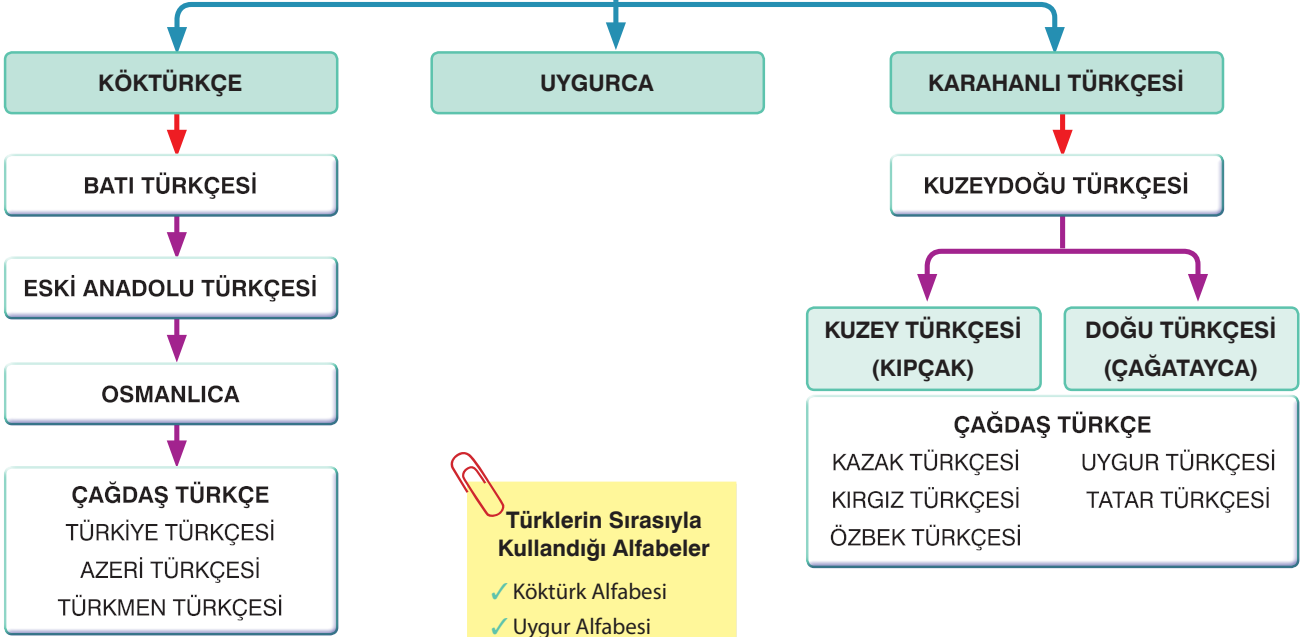 KÖKTÜRKÇE
UYGURCA
KARAHANLI TÜRKÇESİ
BATI TÜRKÇESİ
KUZEYDOĞU TÜRKÇESİ
ESKİ ANADOLU TÜRKÇESİ
KUZEY TÜRKÇESİ
(KIPÇAK)
DOĞU TÜRKÇESİ
(ÇAĞATAYCA)
OSMANLICA
ÇAĞDAŞ TÜRKÇE
KAZAK TÜRKÇESİ
UYGUR TÜRKÇESİ
KIRGIZ TÜRKÇESİ
TATAR TÜRKÇESİ
ÖZBEK TÜRKÇESİ
ÇAĞDAŞ TÜRKÇE
TÜRKİYE TÜRKÇESİ
AZERİ TÜRKÇESİ
TÜRKMEN TÜRKÇESİ
Türklerin Sırasıyla
Kullandığı Alfabeler
✓ Köktürk Alfabesi
✓ Uygur Alfabesi